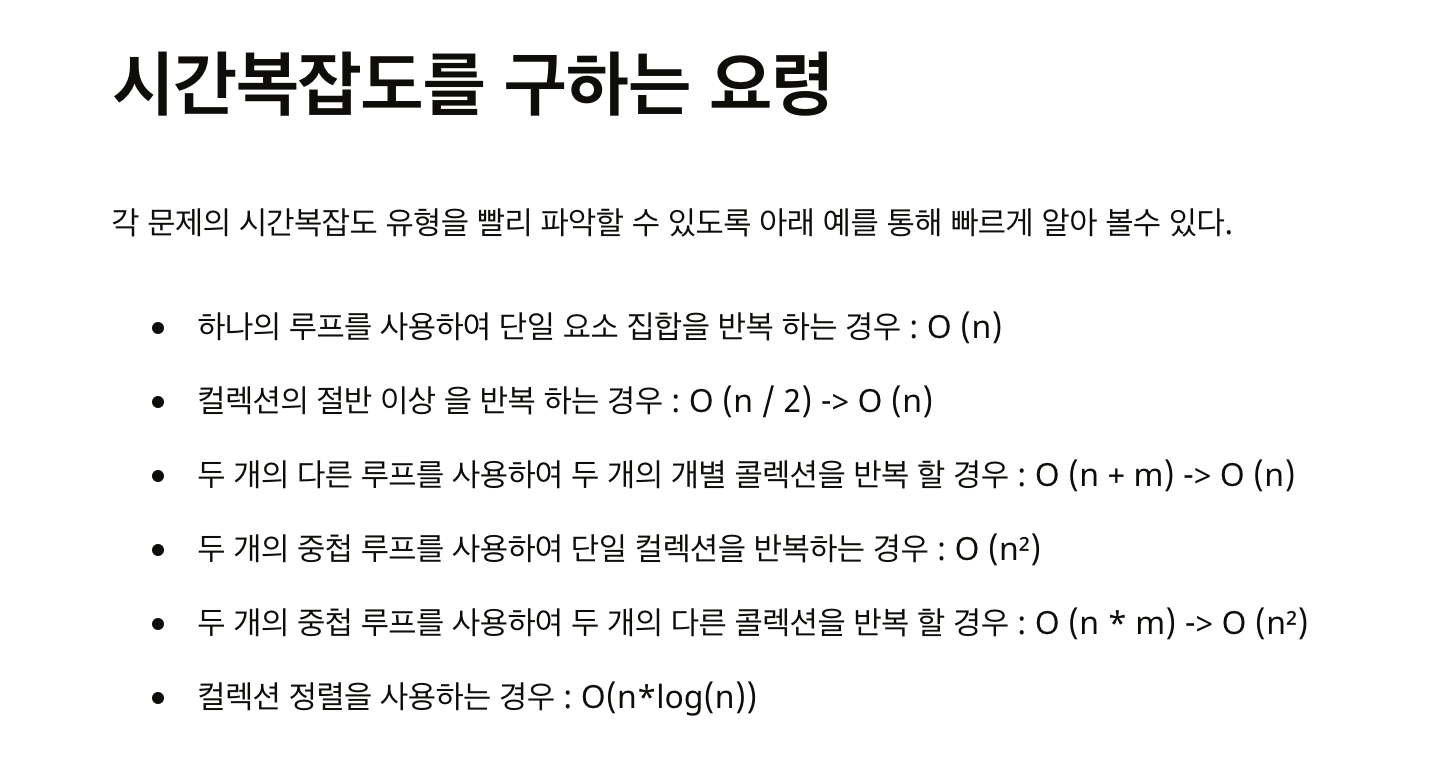 시간복잡도를 구하는 요령
각 문제의 시간복잡도 유형을 빨리 파악할 수 있도록 아래 예를 통해 빠르게 알아 볼수 있다.
• 하나의 루프를 사용하여 단일 요소 집합을 반복 하는 경우 : O (n)
• 컬렉션의 절반 이상 을 반복 하는 경우 : O (n / 2) -> O (n)
• 두 개의 다른 루프를 사용하여 두 개의 개별 콜렉션을 반복 할 경우 : O (n + m) -> O (n)
• 두 개의 중첩 루프를 사용하여 단일 컬렉션을 반복하는 경우 : O (n²)
• 두 개의 중첩 루프를 사용하여 두 개의 다른 콜렉션을 반복 할 경우 : O (n * m) -> O (n²)
• 컬렉션 정렬을 사용하는 경우 : O(n*log(n))